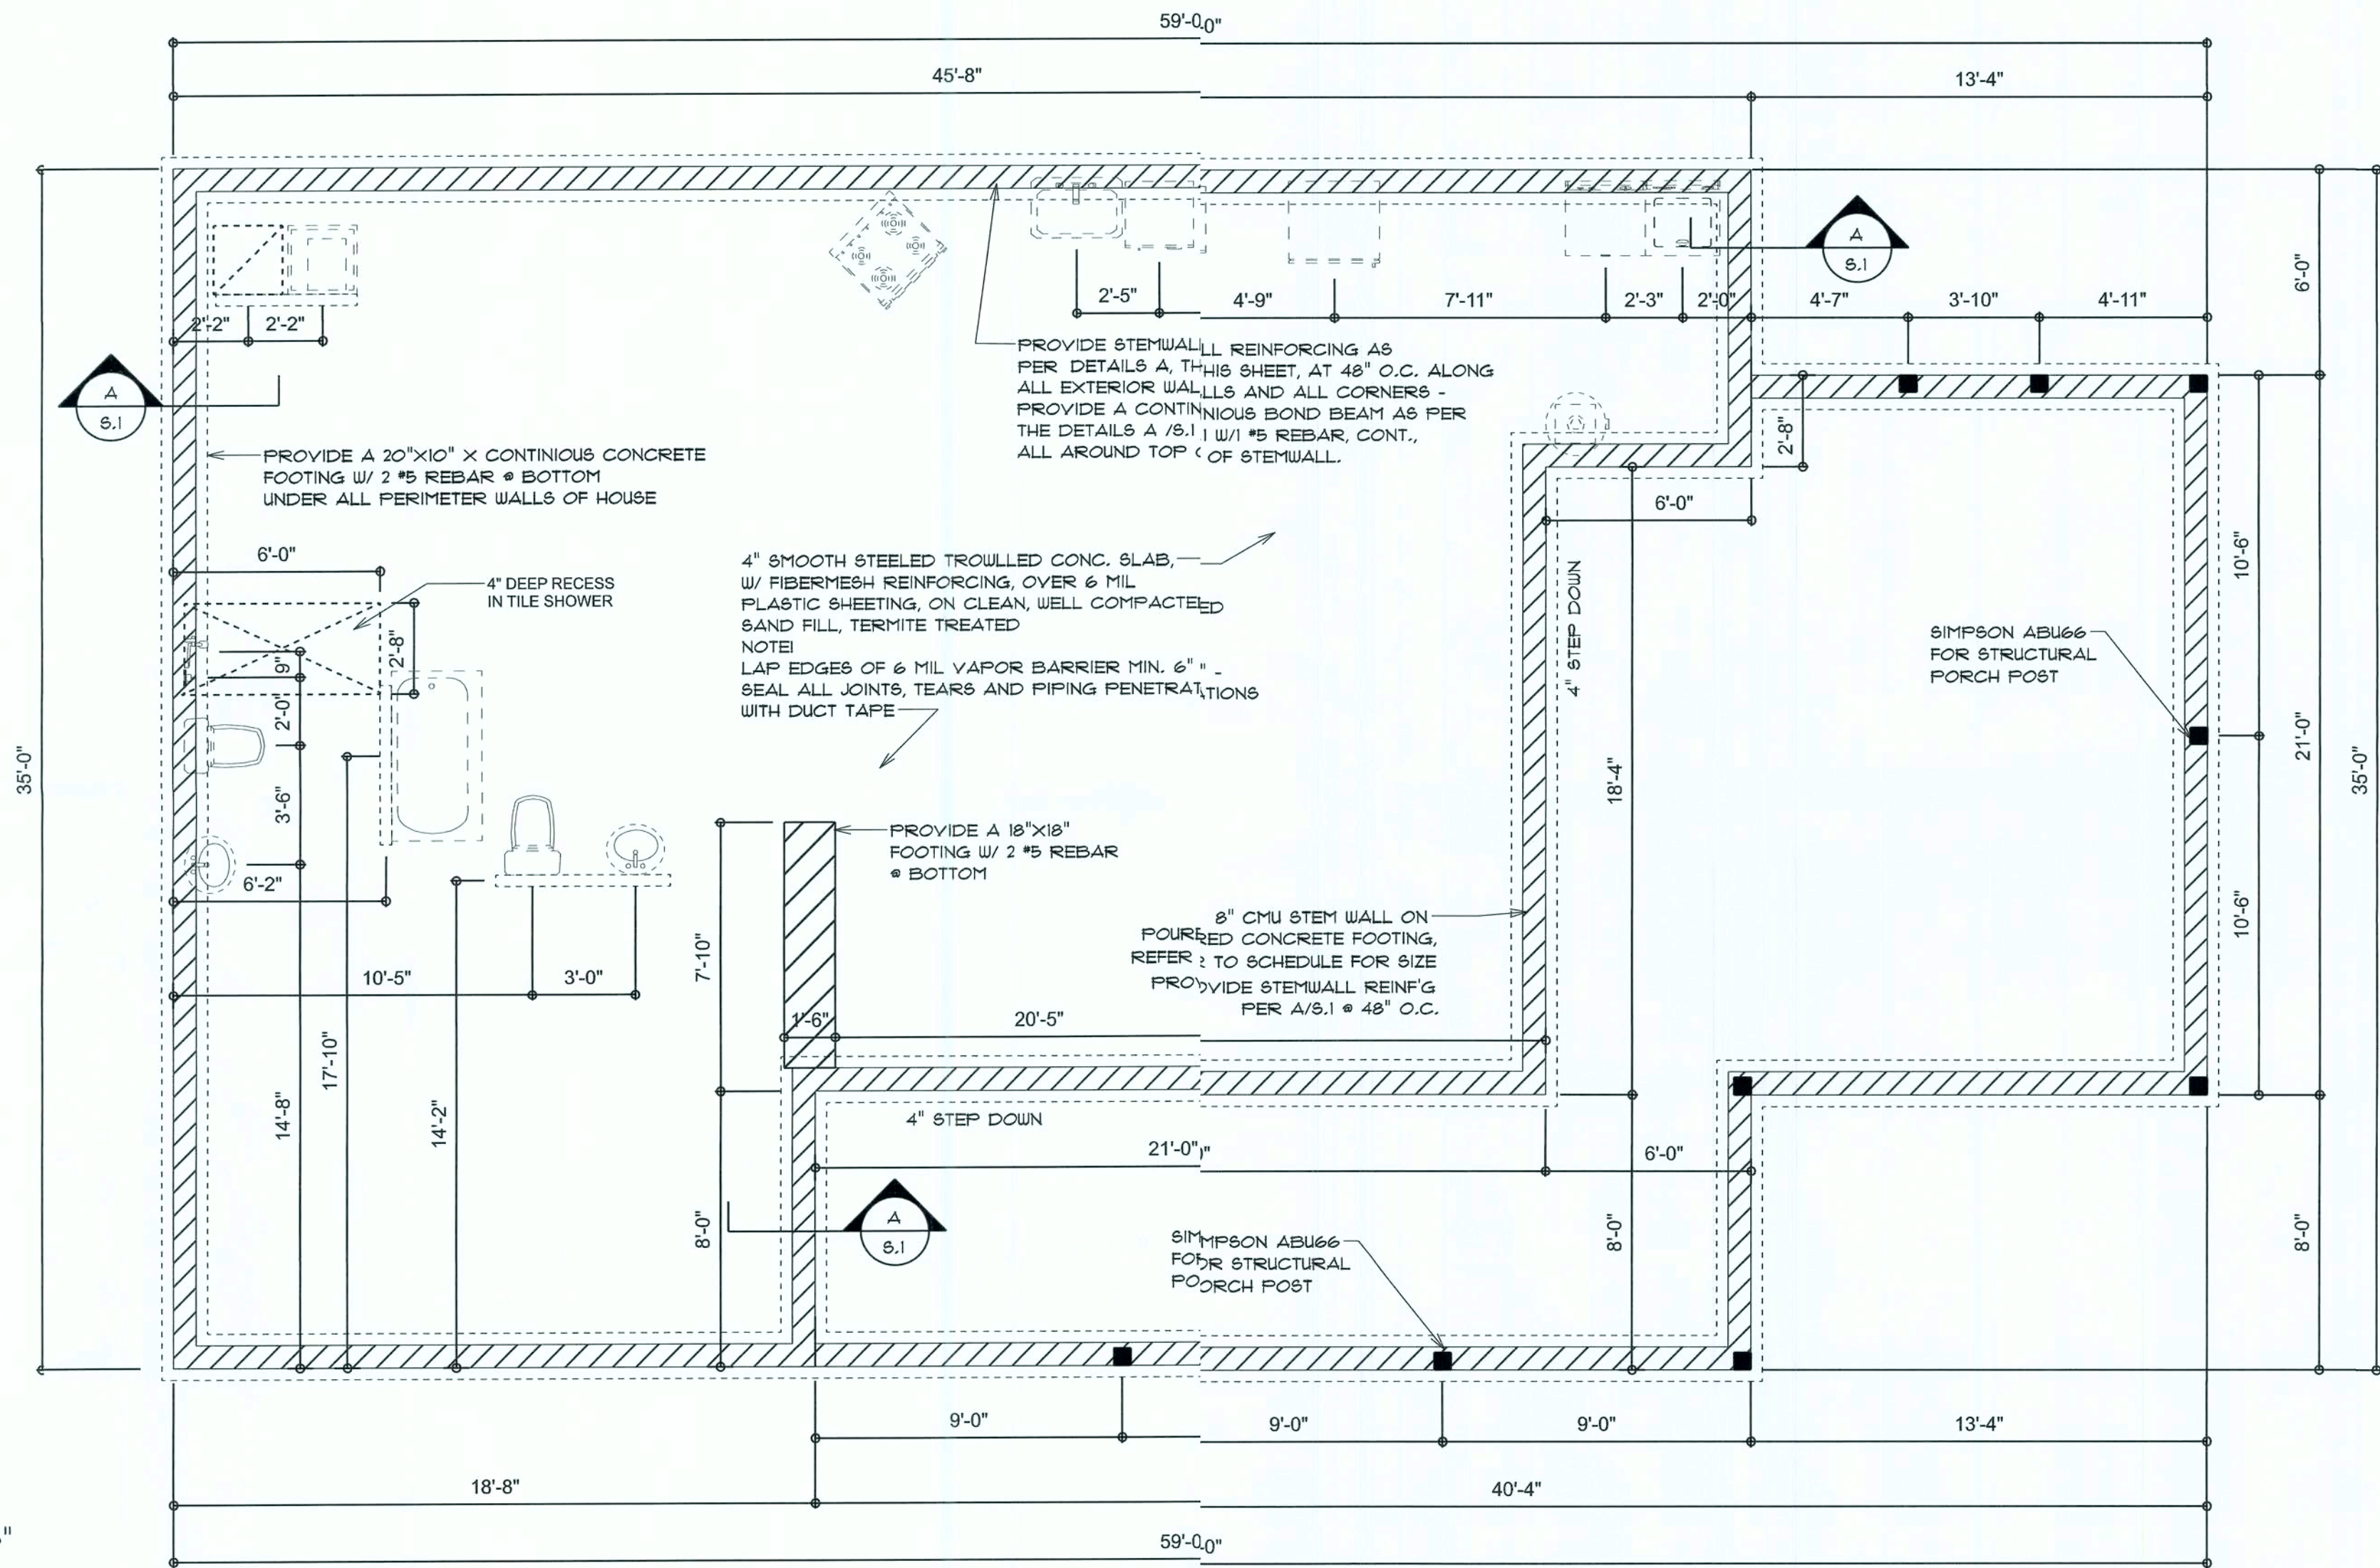 59'-0"
45'-8"
13'-4"
A
S.1
6'-0"
2'-5"
4'-9"
7'-11"
2'-3"
2'-0"
4'-7"
3'-10"
4'-11"
2'-2"
2'-2"
PROVIDE STEMWALL REINFORCING AS
PER DETAILS A, THIS SHEET, AT 48" O.C. ALONG
ALL EXTERIOR WALLS AND ALL CORNERS -
PROVIDE A CONTINIOUS BOND BEAM AS PER
THE DETAILS A /S.1 W/1 #5 REBAR, CONT.,
ALL AROUND TOP OF STEMWALL.
A
S.1
2'-8"
PROVIDE A 20"X10" X CONTINIOUS CONCRETE
FOOTING W/ 2 #5 REBAR @ BOTTOM
UNDER ALL PERIMETER WALLS OF HOUSE
6'-0"
6'-0"
4" DEEP RECESS
IN TILE SHOWER
4" SMOOTH STEELED TROWLLED CONC. SLAB,
W/ FIBERMESH REINFORCING, OVER 6 MIL
PLASTIC SHEETING, ON CLEAN, WELL COMPACTED
SAND FILL, TERMITE TREATED
NOTE!
LAP EDGES OF 6 MIL VAPOR BARRIER MIN. 6" -
SEAL ALL JOINTS, TEARS AND PIPING PENETRATIONS
WITH DUCT TAPE
4" STEP DOWN
10'-6"
SIMPSON ABU66
FOR STRUCTURAL
PORCH POST
2'-8"
9"
2'-0"
3'-6"
35'-0"
18'-4"
21'-0"
35'-0"
PROVIDE A 18"X18"
FOOTING W/ 2 #5 REBAR
@ BOTTOM
6'-2"
8" CMU STEM WALL ON
POURED CONCRETE FOOTING,
REFER TO SCHEDULE FOR SIZE
PROVIDE STEMWALL REINF'G
PER A/S.1 @ 48" O.C.
10'-6"
7'-10"
10'-5"
3'-0"
1'-6"
20'-5"
17'-10"
14'-8"
14'-2"
4" STEP DOWN
21'-0"
6'-0"
A
S.1
8'-0"
8'-0"
8'-0"
SIMPSON ABU66
FOR STRUCTURAL
PORCH POST
9'-0"
9'-0"
9'-0"
13'-4"
18'-8"
40'-4"
59'-0"